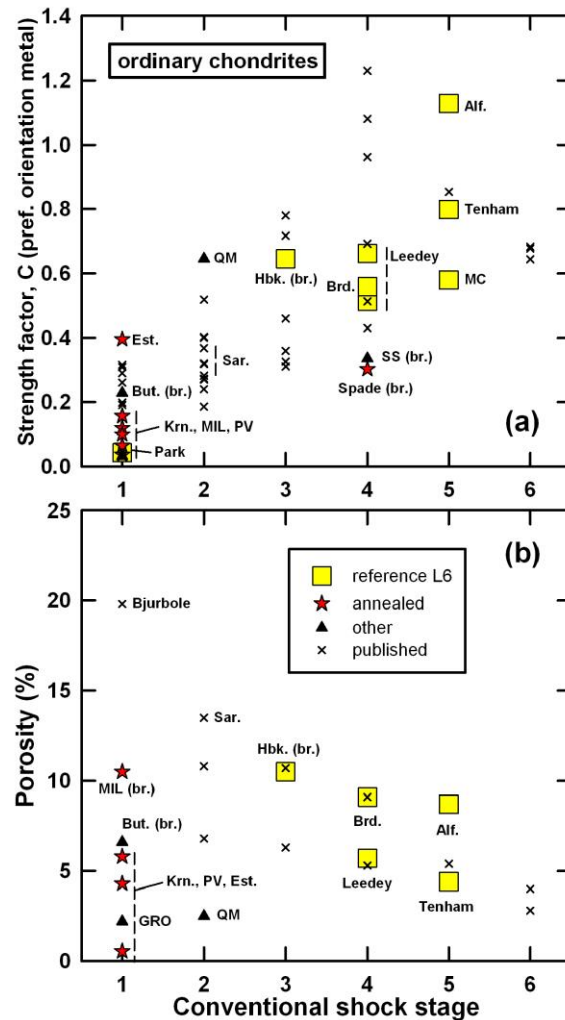 1.4
ordinary chondrites
1.2
Alf.
1.0
0.8
Tenham
QM
Hbk. (br.)
Leedey
0.6
Brd.
MC
0.4
Est.
Sar.
SS (br.)
Spade (br.)
But. (br.)
0.2
Krn., MIL, PV
(a)
Park
0.0
Strength factor, C (pref. orientation metal)
1 2 3 4 5 6
25
(b)
reference L6
annealed
other
published
20
Bjurbole
15
Sar.
Hbk. (br.)
10
MIL (br.)
Brd.
Alf.
But. (br.)
5
Krn., PV, Est.
Leedey
Tenham
GRO
QM
0
Porosity (%)
1 2 3 4 5 6
Conventional shock stage